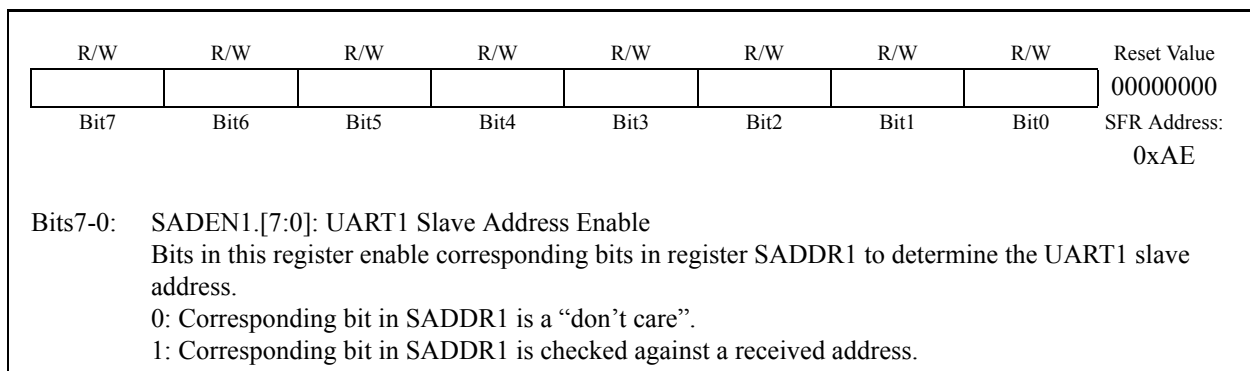 R/W R/W R/W R/W R/W R/W R/W R/W Reset Value
00000000
Bit7 Bit6 Bit5 Bit4 Bit3 Bit2 Bit1 Bit0 SFR Address:
0xAE
Bits7-0: SADEN1.[7:0]: UART1 Slave Address Enable
Bits in this register enable corresponding bits in register SADDR1 to determine the UART1 slave
address.
0: Corresponding bit in SADDR1 is a “don’t care”.
1: Corresponding bit in SADDR1 is checked against a received address.